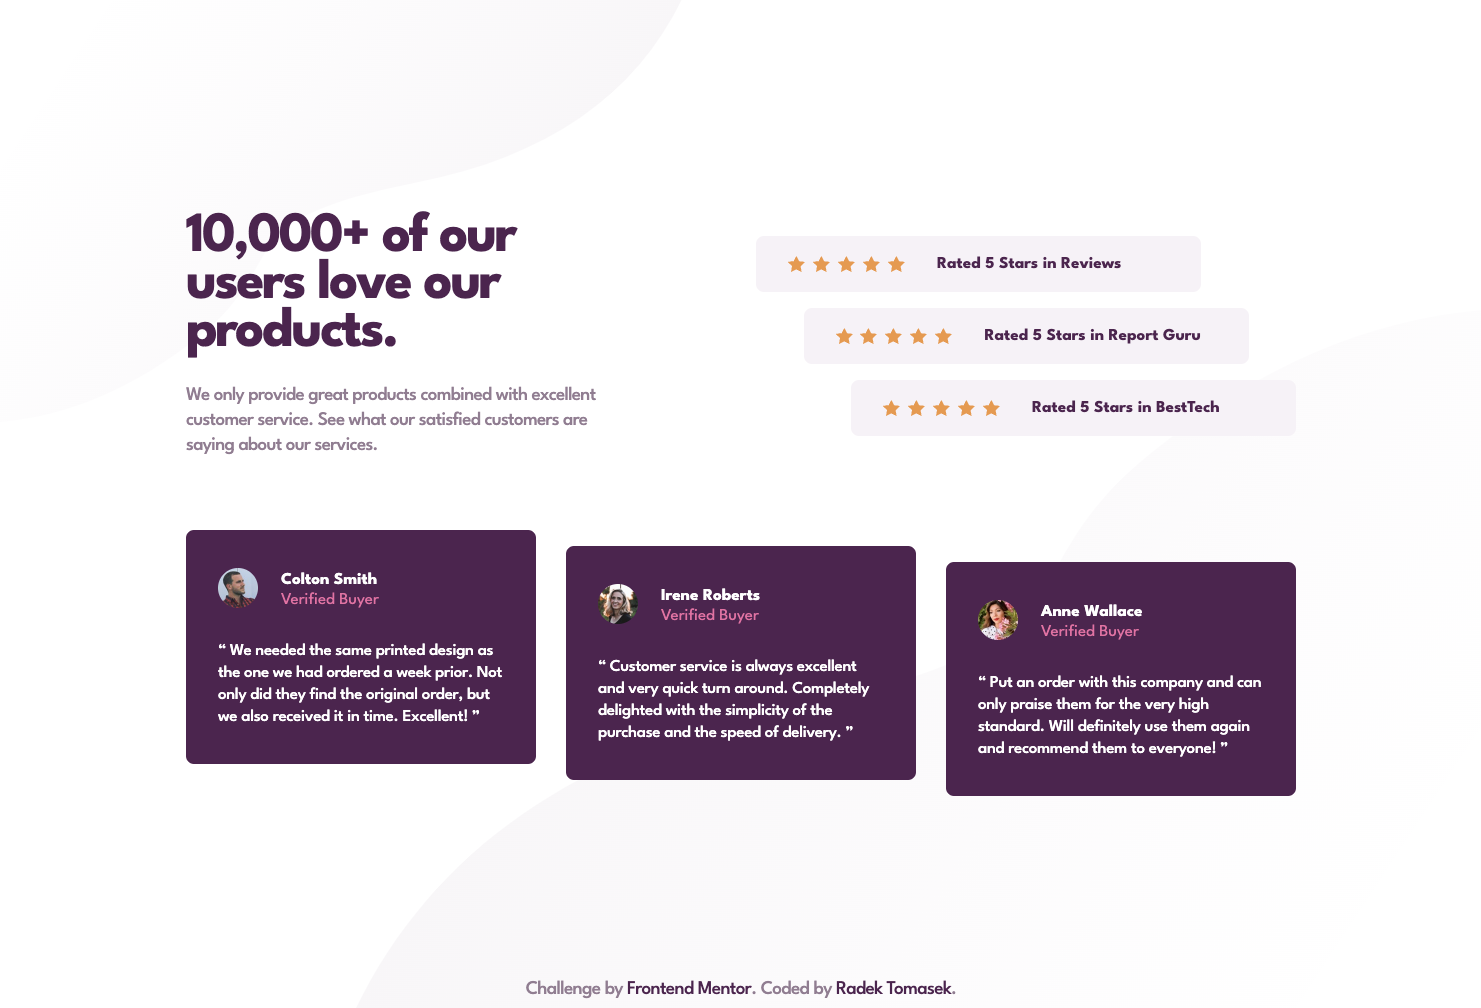 10,000+ of our
users love our
products.
We only provide great products combined with excellent
customer service. See what our satisfied customers are
saying about our services.
Rated 5 Stars in Reviews
Rated 5 Stars in Report Guru
Rated 5 Stars in BestTech
Colton Smith
Verified Buyer
“ We needed the same printed design as
the one we had ordered a week prior. Not
only did they find the original order, but
we also received it in time. Excellent! ”
Irene Roberts
Verified Buyer
“ Customer service is always excellent
and very quick turn around. Completely
delighted with the simplicity of the
purchase and the speed of delivery. ”
Anne Wallace
Verified Buyer
“ Put an order with this company and can
only praise them for the very high
standard. Will definitely use them again
and recommend them to everyone! ”
Challenge by Frontend Mentor. Coded by Radek Tomasek.